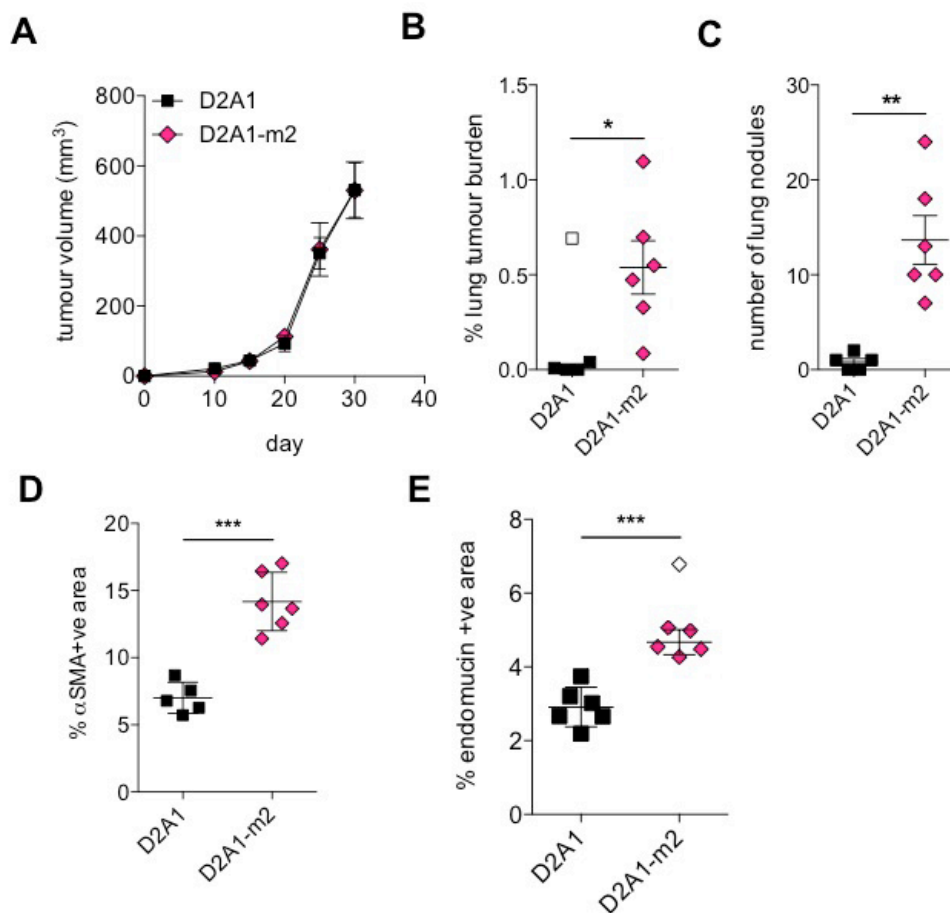 A
tumour volume (mm³)
800
600
400
200
0
0
10
20
30
40
day
D2A1
D2A1-m2
B
% lung tumour burden
1.5
1.0
0.5
0.0
*
D2A1
D2A1-m2
C
number of lung nodules
30
20
10
0
**
D2A1
D2A1-m2
D
% αSMA+ve area
20
15
10
5
0
***
D2A1
D2A1-m2
E
% endomucin +ve area
8
6
4
2
0
***
D2A1
D2A1-m2